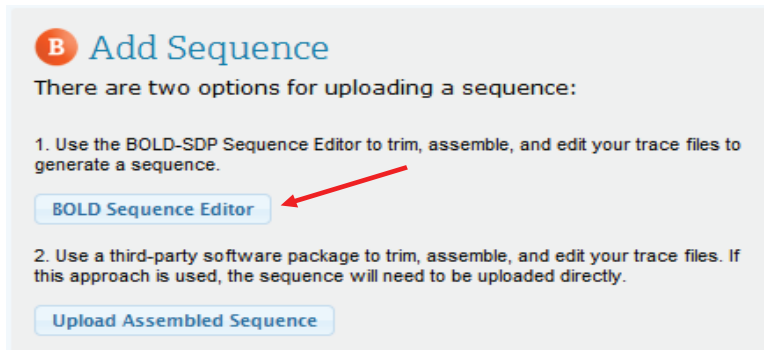 B Add Sequence
There are two options for uploading a sequence:
1. Use the BOLD-SDP Sequence Editor to trim, assemble, and edit your trace files to
generate a sequence.
BOLD Sequence Editor
2. Use a third-party software package to trim, assemble, and edit your trace files. If
this approach is used, the sequence will need to be uploaded directly.
Upload Assembled Sequence